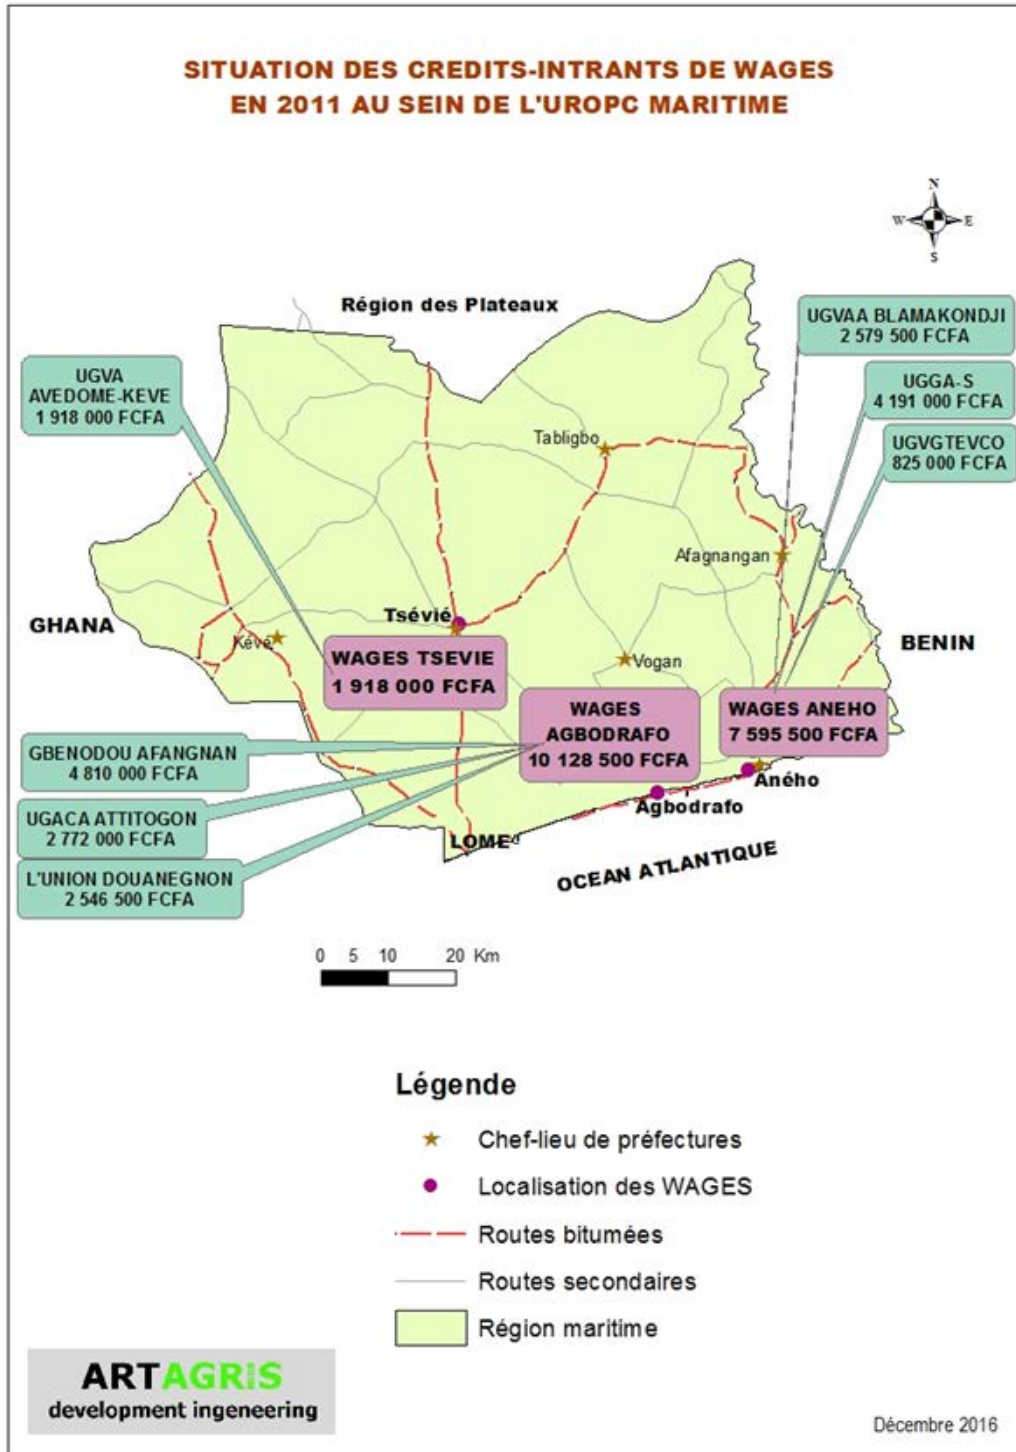 SITUATION DES CREDITS-INTRANTS DE WAGES
EN 2011 AU SEIN DE L'UROPC MARITIME
N
W E
S
Région des Plateaux
UGVAA BLAMAKONDJI
2 579 500 FCFA
UGVA
AVEDOME-KEVE
1 918 000 FCFA
UGGA-S
4 191 000 FCFA
UGVGTEVCO
825 000 FCFA
Tabligbo
Afagnangan
Tsévié
GHANA
BENIN
Kévé
Vogan
WAGES TSEVIE
1 918 000 FCFA
WAGES
AGBODRAFO
10 128 500 FCFA
WAGES ANEHO
7 595 500 FCFA
GBENODOU AFANGNAN
4 810 000 FCFA
UGACA ATTITOGON
2 772 000 FCFA
L'UNION DOUANEGNON
2 546 500 FCFA
Aného
Agbodrafo
LOME
OCEAN ATLANTIQUE
0 5 10 20 Km
Légende
Chef-lieu de préfectures
Localisation des WAGES
Routes bitumées
Routes secondaires
Région maritime
ARTAGRIS
development ingeneering
Décembre 2016